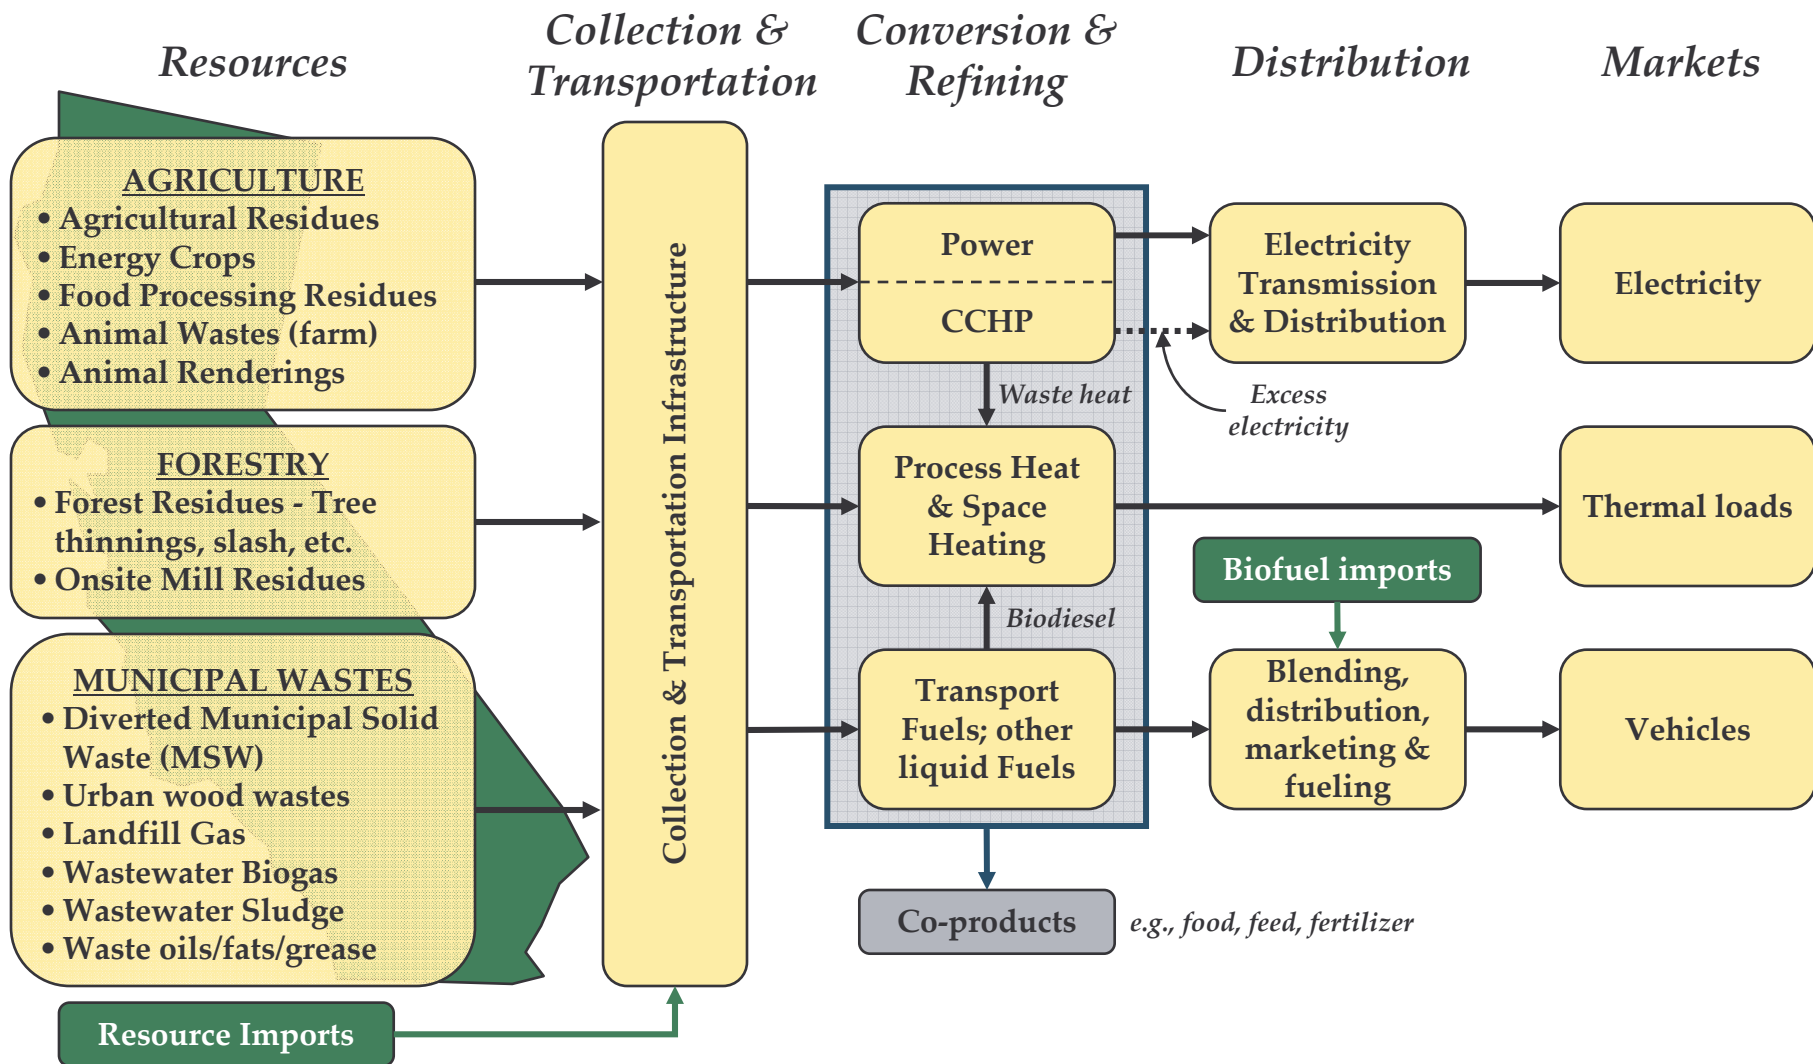 Resources
Collection &
Transportation
Conversion &
Refining
Distribution
Markets
AGRICULTURE
• Agricultural Residues
• Energy Crops
• Food Processing Residues
• Animal Wastes (farm)
• Animal Renderings
FORESTRY
• Forest Residues - Tree
thinnings, slash, etc.
• Onsite Mill Residues
MUNICIPAL WASTES
• Diverted Municipal Solid
Waste (MSW)
• Urban wood wastes
• Landfill Gas
• Wastewater Biogas
• Wastewater Sludge
• Waste oils/fats/grease
Resource Imports
Collection & Transportation Infrastructure
Power
CCHP
Waste heat
Process Heat
& Space
Heating
Biodiesel
Transport
Fuels; other
liquid Fuels
Co-products
e.g., food, feed, fertilizer
Electricity
Transmission
& Distribution
Excess
electricity
Biofuel imports
Blending,
distribution,
marketing &
fueling
Electricity
Thermal loads
Vehicles